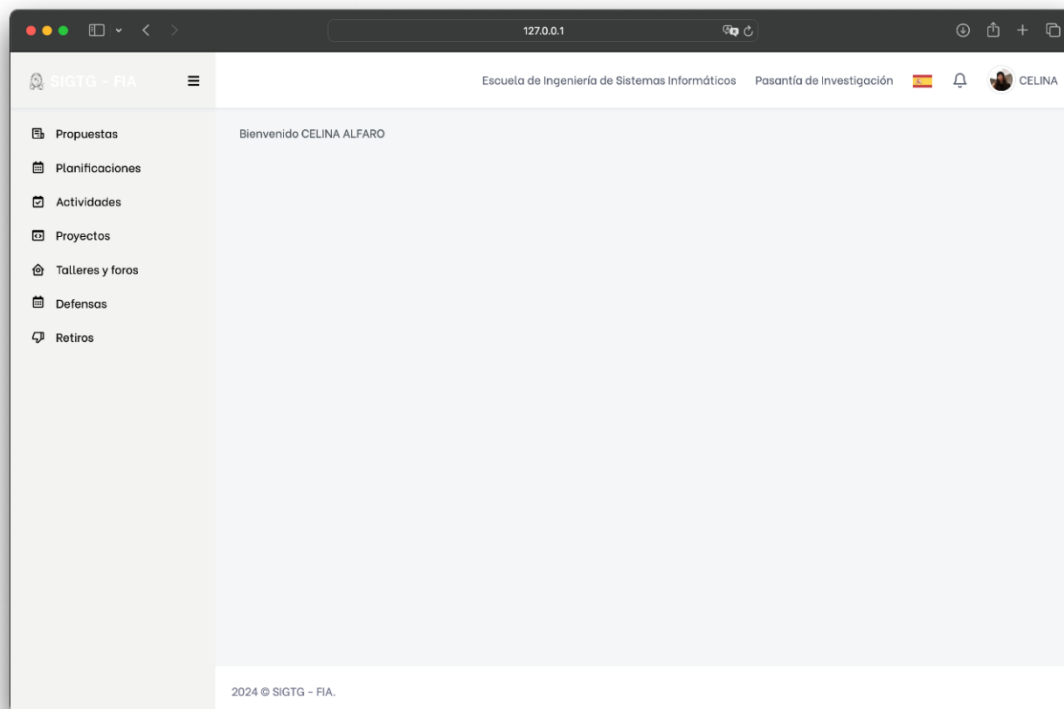 127.0.0.1
SIGTG - FIA
Escuela de Ingeniería de Sistemas Informáticos Pasantía de Investigación CELINA
Propuestas
Bienvenido CELINA ALFARO
Planificaciones
Actividades
Proyectos
Talleres y foros
Defensas
Retiros
2024 © SIGTG - FIA.